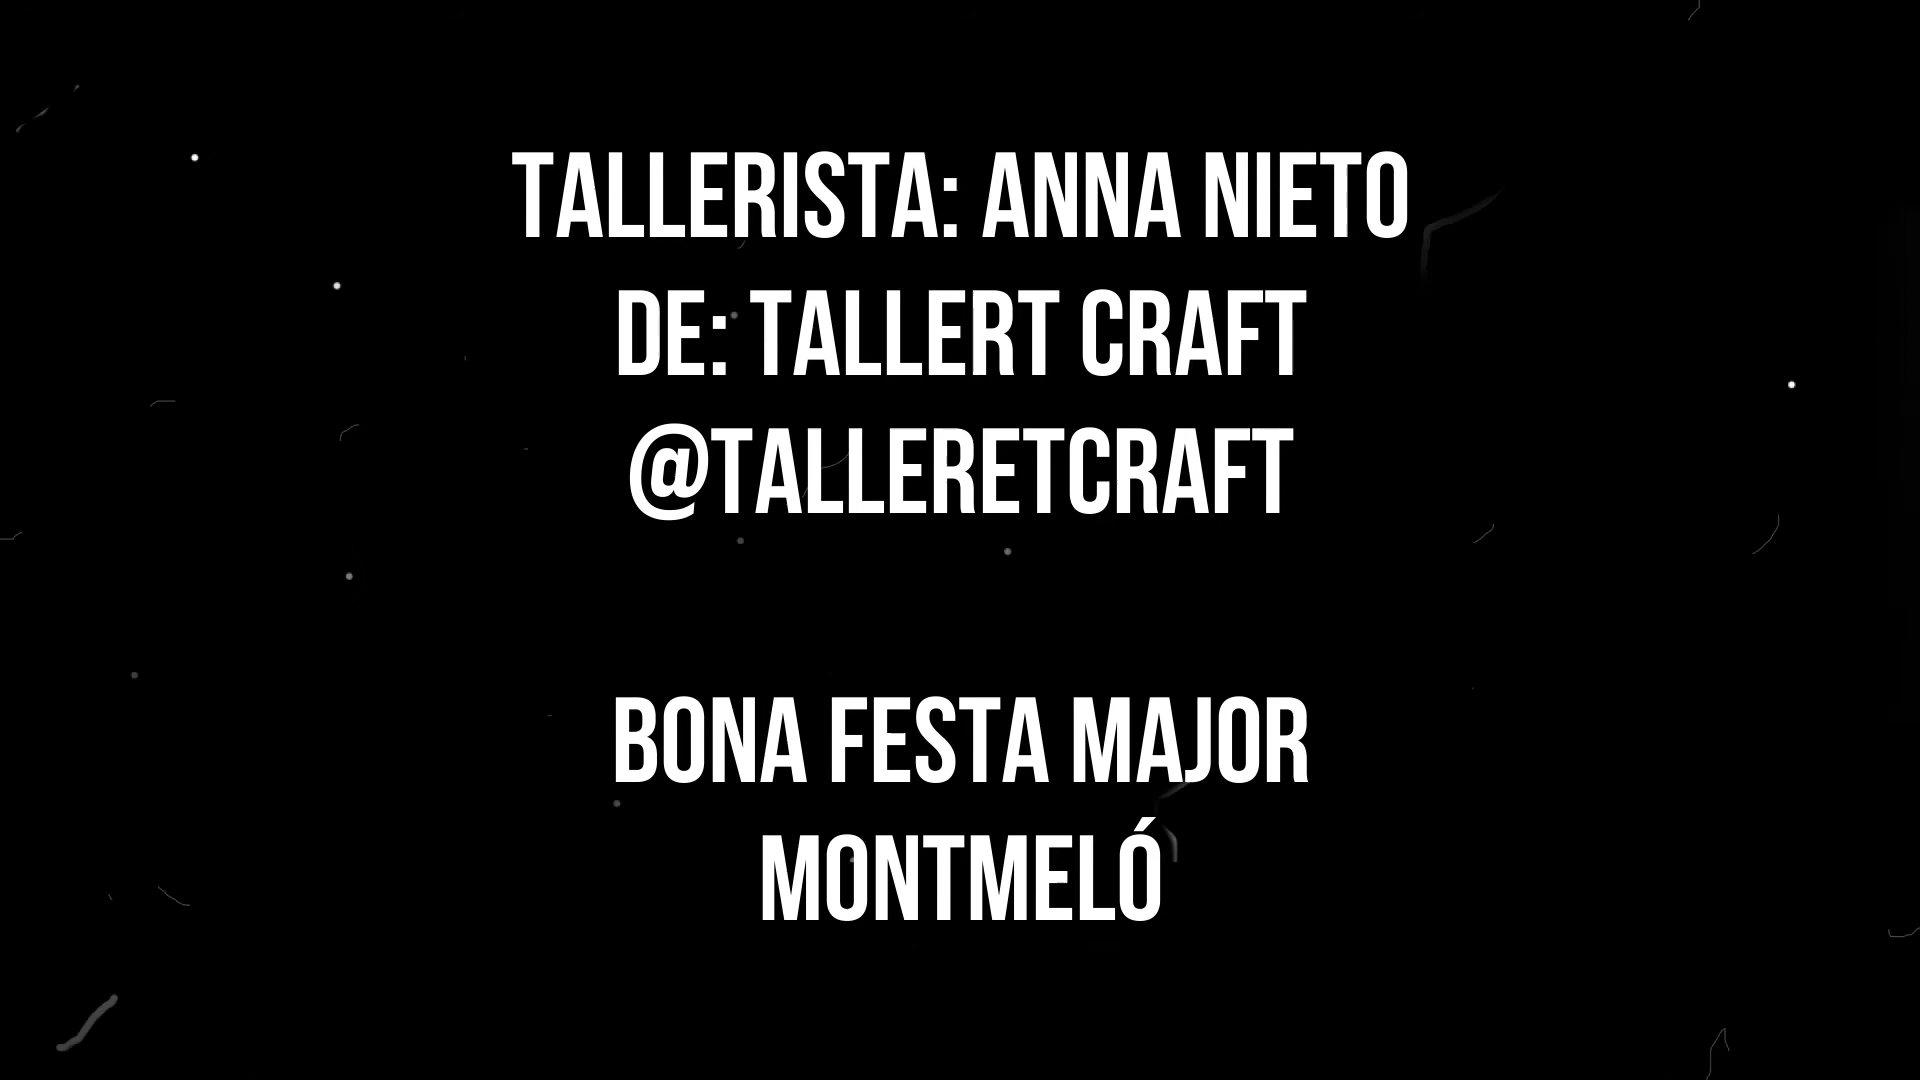 TALLERISTA: ANNA NIETO
DE: TALLERT CRAFT
@TALLERETCRAFT
BONA FESTA MAJOR
MONTMELÓ